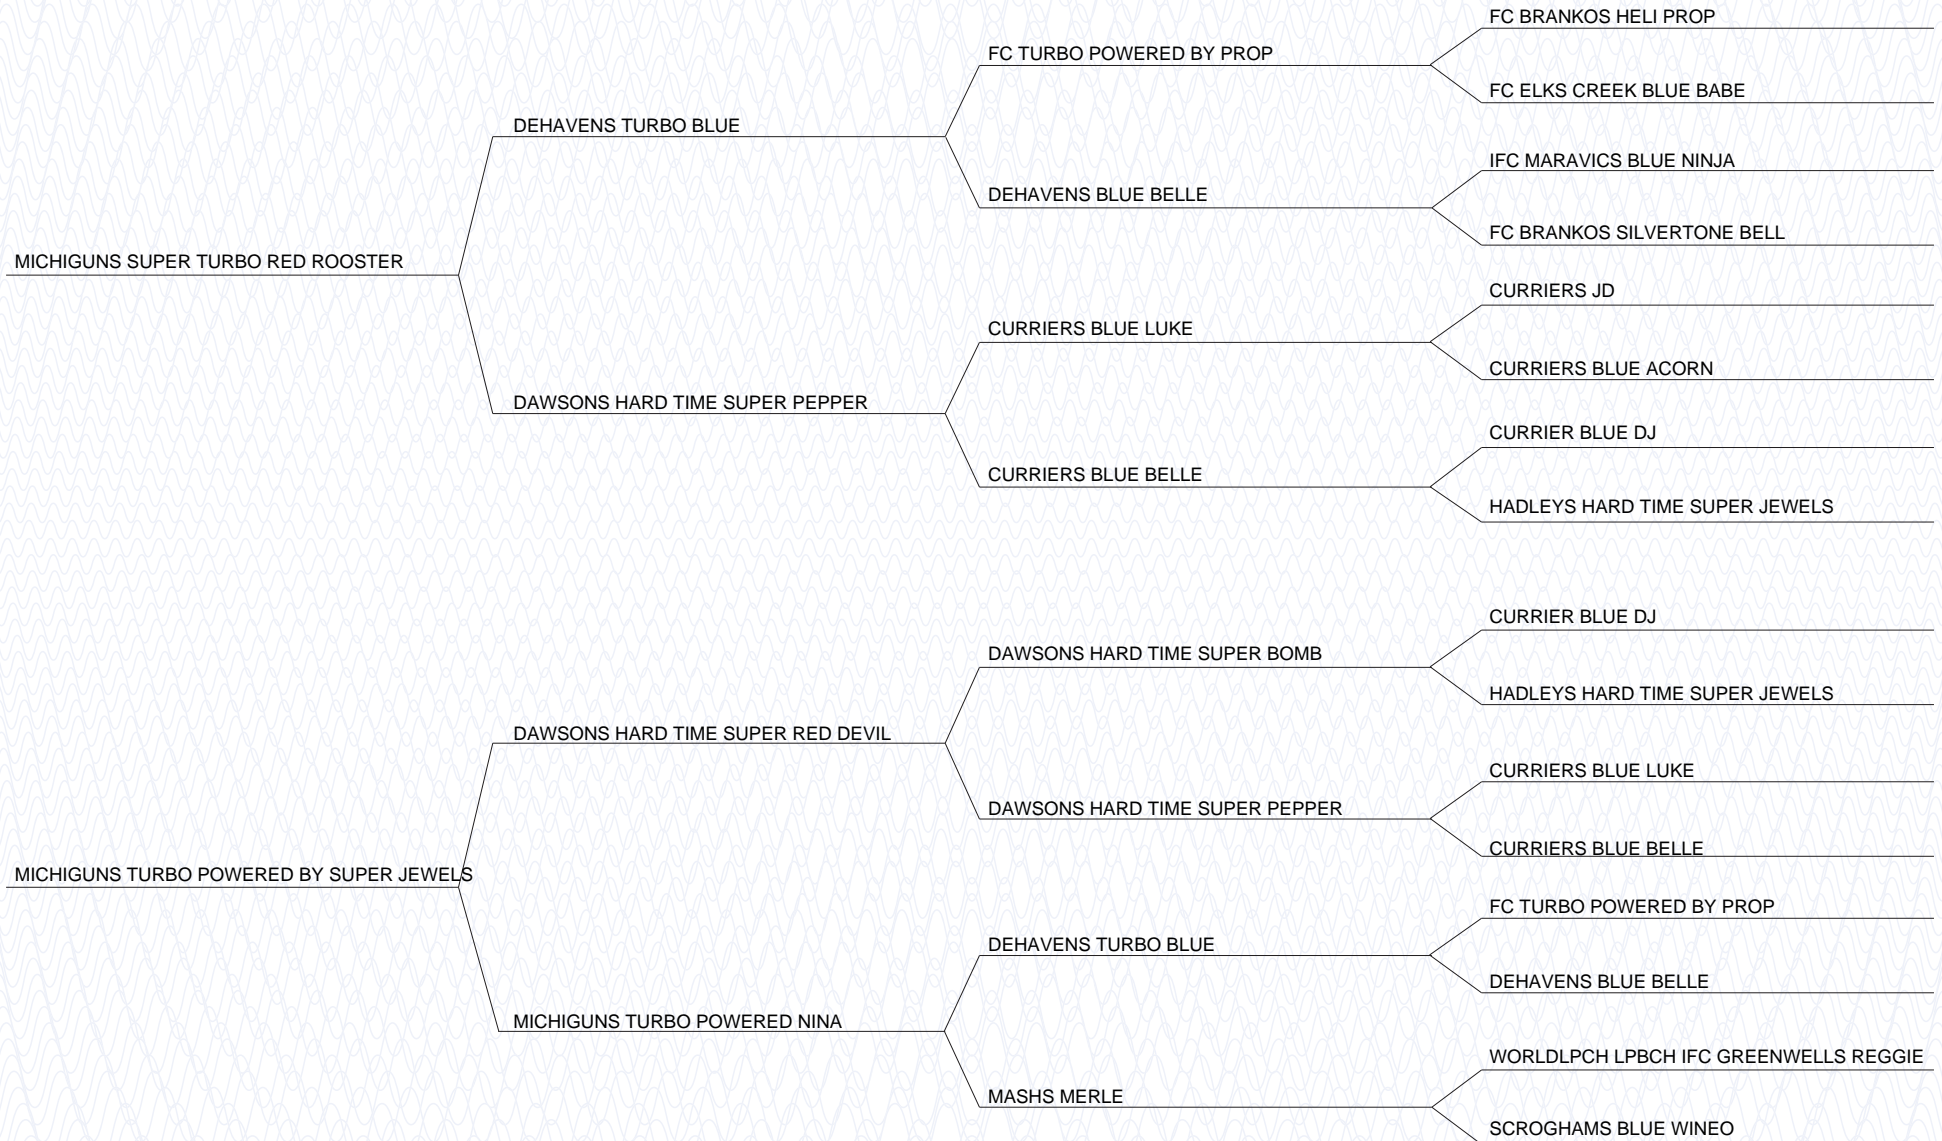 FC BRANKOS HELI PROP
FC TURBO POWERED BY PROP
FC ELKS CREEK BLUE BABE
DEHAVENS TURBO BLUE
IFC MARAVICS BLUE NINJA
DEHAVENS BLUE BELLE
FC BRANKOS SILVERTONE BELL
MICHIGUNS SUPER TURBO RED ROOSTER
CURRIERS JD
CURRIERS BLUE LUKE
CURRIERS BLUE ACORN
DAWSONS HARD TIME SUPER PEPPER
CURRIER BLUE DJ
CURRIERS BLUE BELLE
HADLEYS HARD TIME SUPER JEWELS
CURRIER BLUE DJ
DAWSONS HARD TIME SUPER BOMB
HADLEYS HARD TIME SUPER JEWELS
DAWSONS HARD TIME SUPER RED DEVIL
CURRIERS BLUE LUKE
DAWSONS HARD TIME SUPER PEPPER
CURRIERS BLUE BELLE
MICHIGUNS TURBO POWERED BY SUPER JEWELS
FC TURBO POWERED BY PROP
DEHAVENS TURBO BLUE
DEHAVENS BLUE BELLE
MICHIGUNS TURBO POWERED NINA
WORLDLPCH LPBCH IFC GREENWELLS REGGIE
MASHS MERLE
SCROGHAMS BLUE WINEO